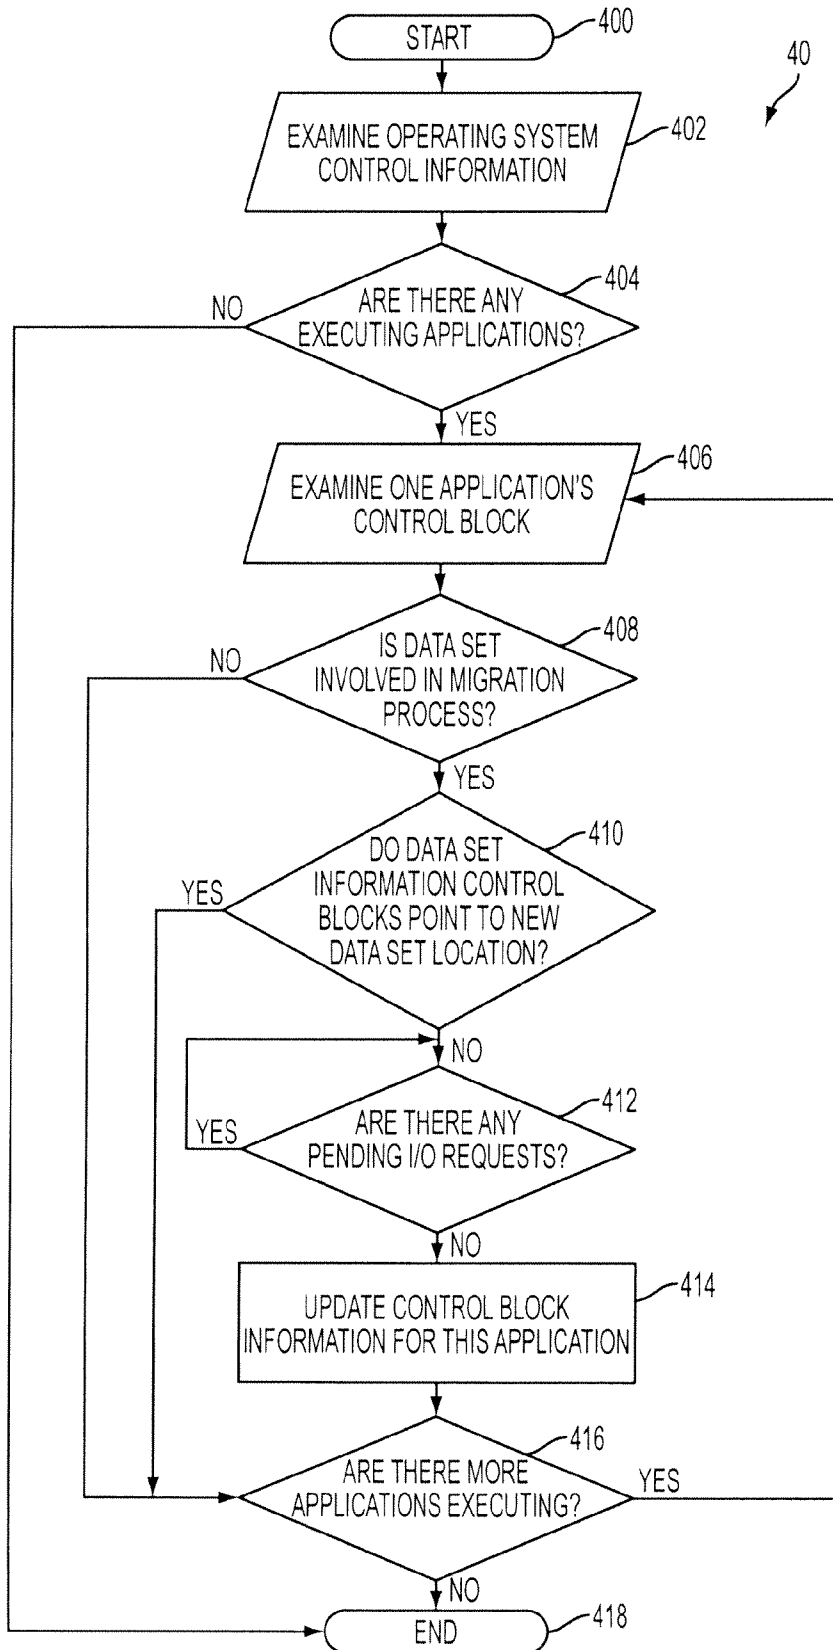 START
400
40
EXAMINE OPERATING SYSTEM
CONTROL INFORMATION
402
404
NO
ARE THERE ANY
EXECUTING APPLICATIONS?
YES
406
EXAMINE ONE APPLICATION'S
CONTROL BLOCK
408
NO
IS DATA SET
INVOLVED IN MIGRATION
PROCESS?
YES
410
DO DATA SET
INFORMATION CONTROL
BLOCKS POINT TO NEW
DATA SET LOCATION?
YES
NO
412
ARE THERE ANY
PENDING I/O REQUESTS?
YES
NO
414
UPDATE CONTROL BLOCK
INFORMATION FOR THIS APPLICATION
416
ARE THERE MORE
APPLICATIONS EXECUTING?
YES
NO
END
418